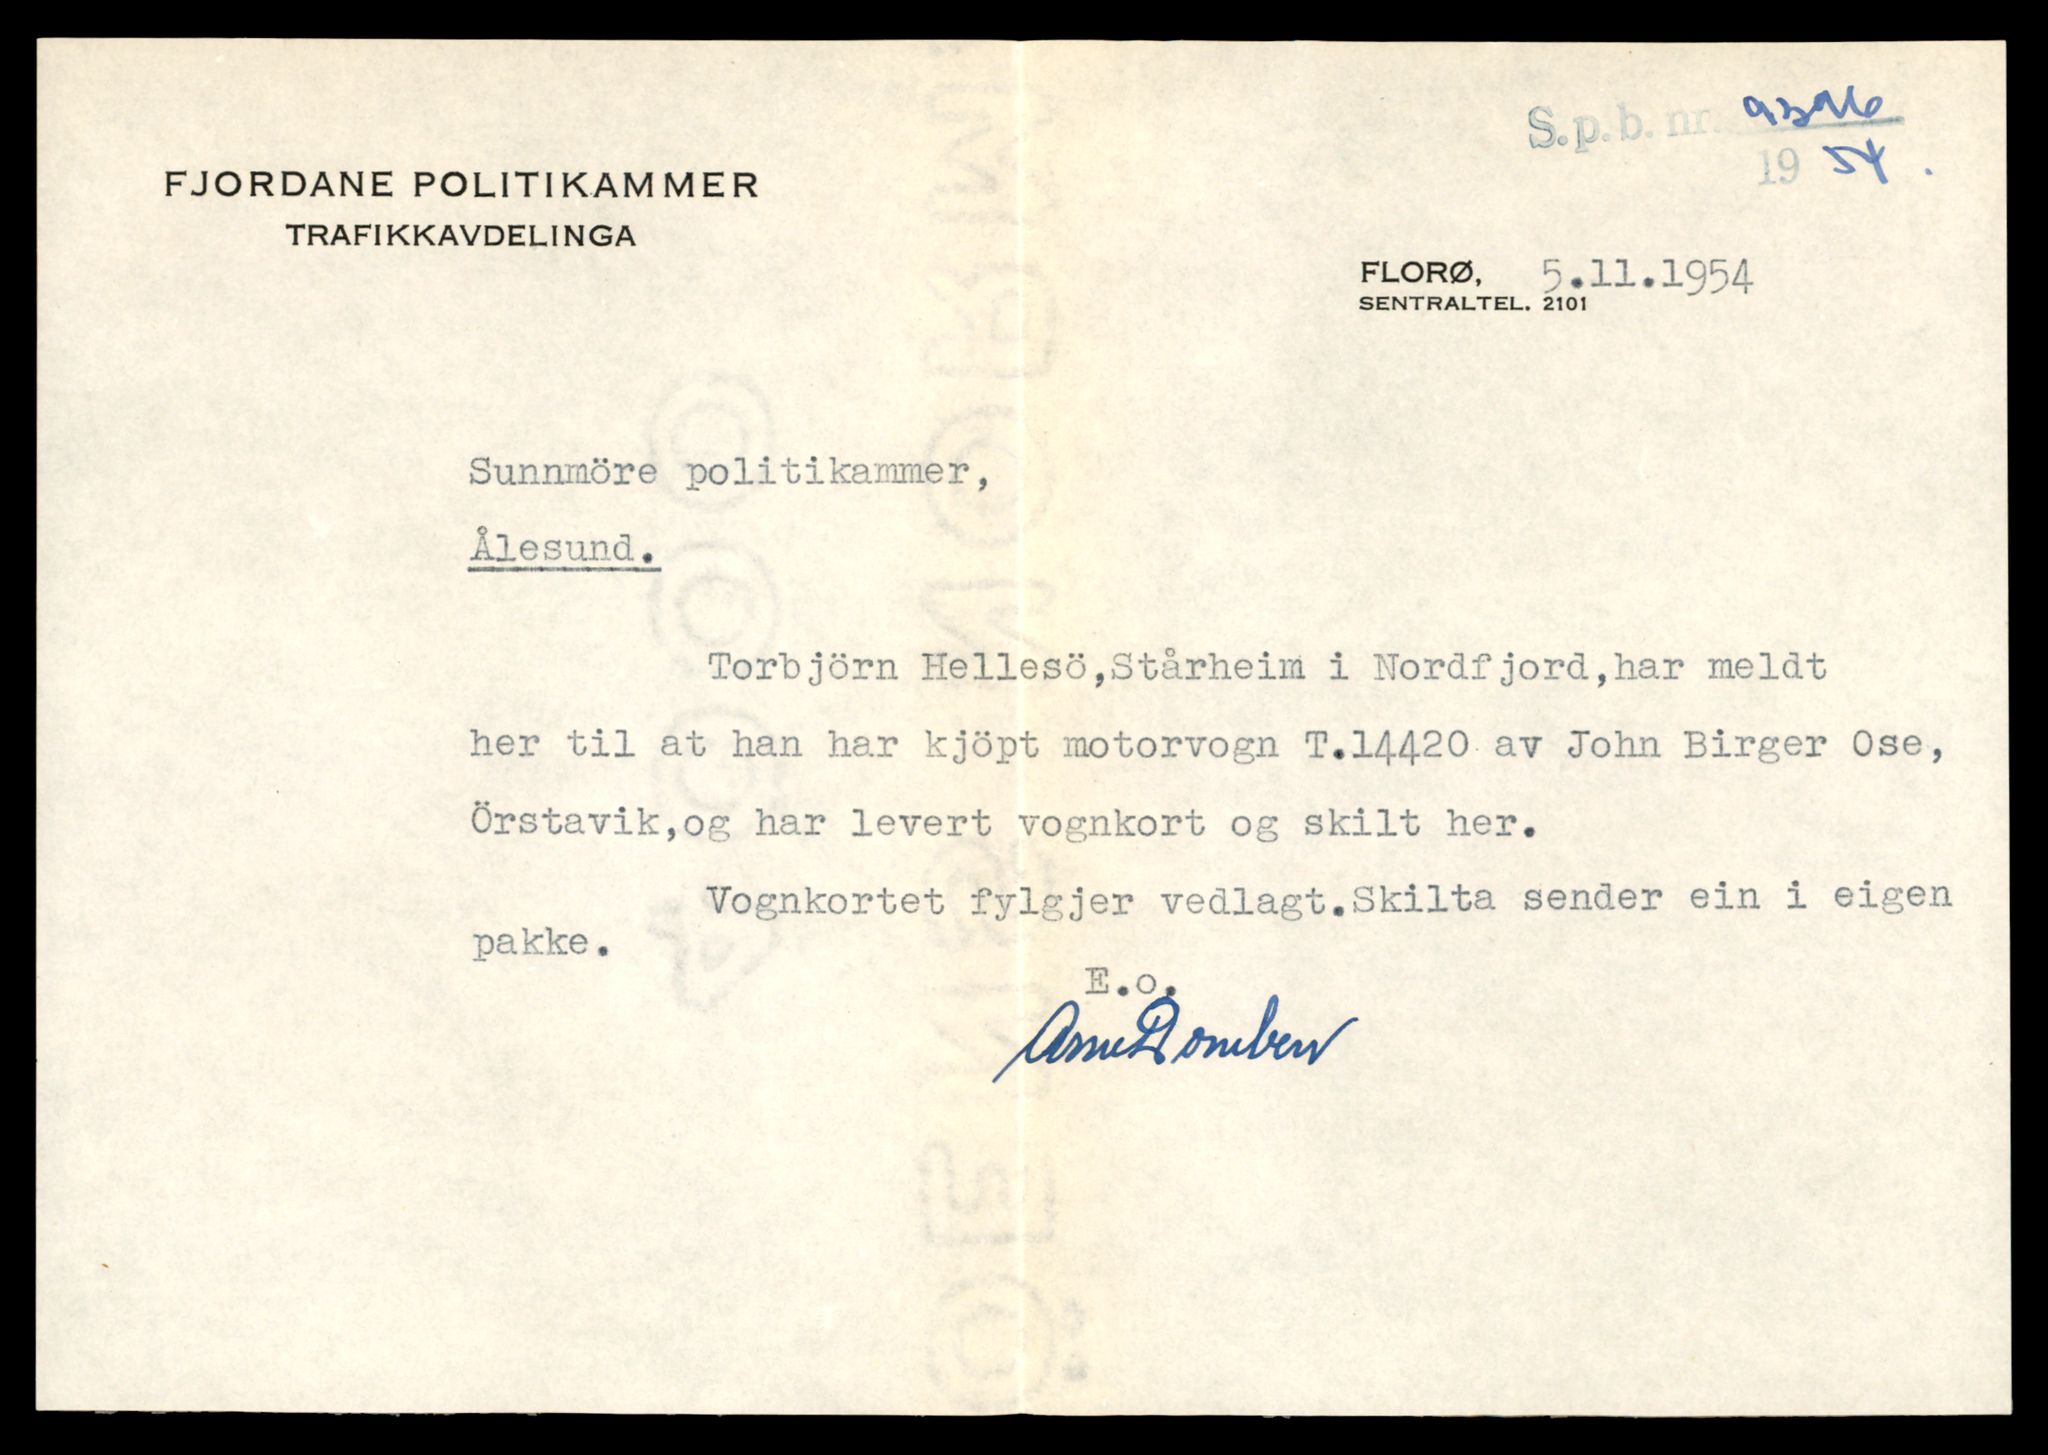 S.p.b. nr.
19 54.
FJORDANE POLITIKAMMER
TRAFIKKAVDELINGA
FLORØ, 5.11.1954
SENTRALTEL. 2101
Sunnmöre politikammer,
Ålesund.
Torbjörn Hellesö,Stårheim i Nordfjord,har meldt
her til at han har kjöpt motorvogn T.14420 av John Birger Ose,
Örstavik,og har levert vognkort og skilt her.
Vognkortet fylgjer vedlagt.Skilta sender ein i eigen
pakke.
E.o.
Arne